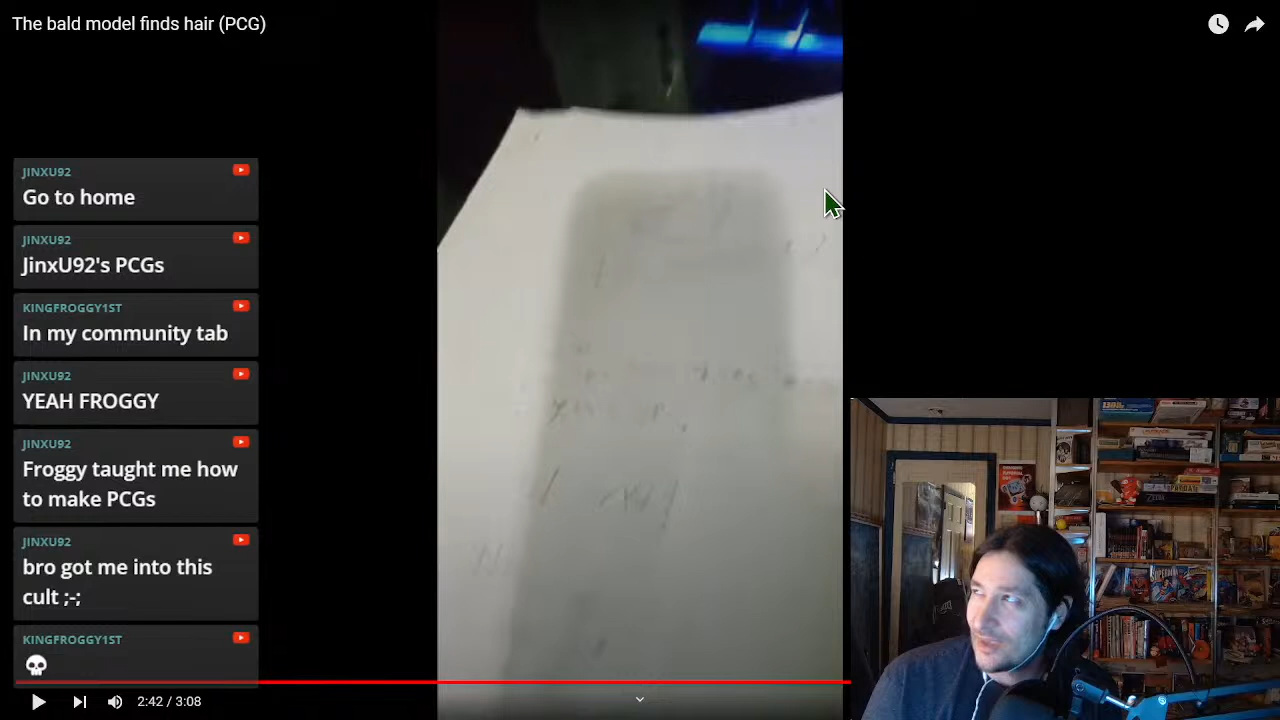 The bald model finds hair (PCG)
JINXU92
Go to home
JINXU92
JinxU92's PCGs
KINGFROGGY1ST
In my community tab
JINXU92
YEAH FROGGY
JINXU92
Froggy taught me how
to make PCGs
JINXU92
bro got me into this
cult ;-;
KINGFROGGY1ST
💀
2:42 / 3:08